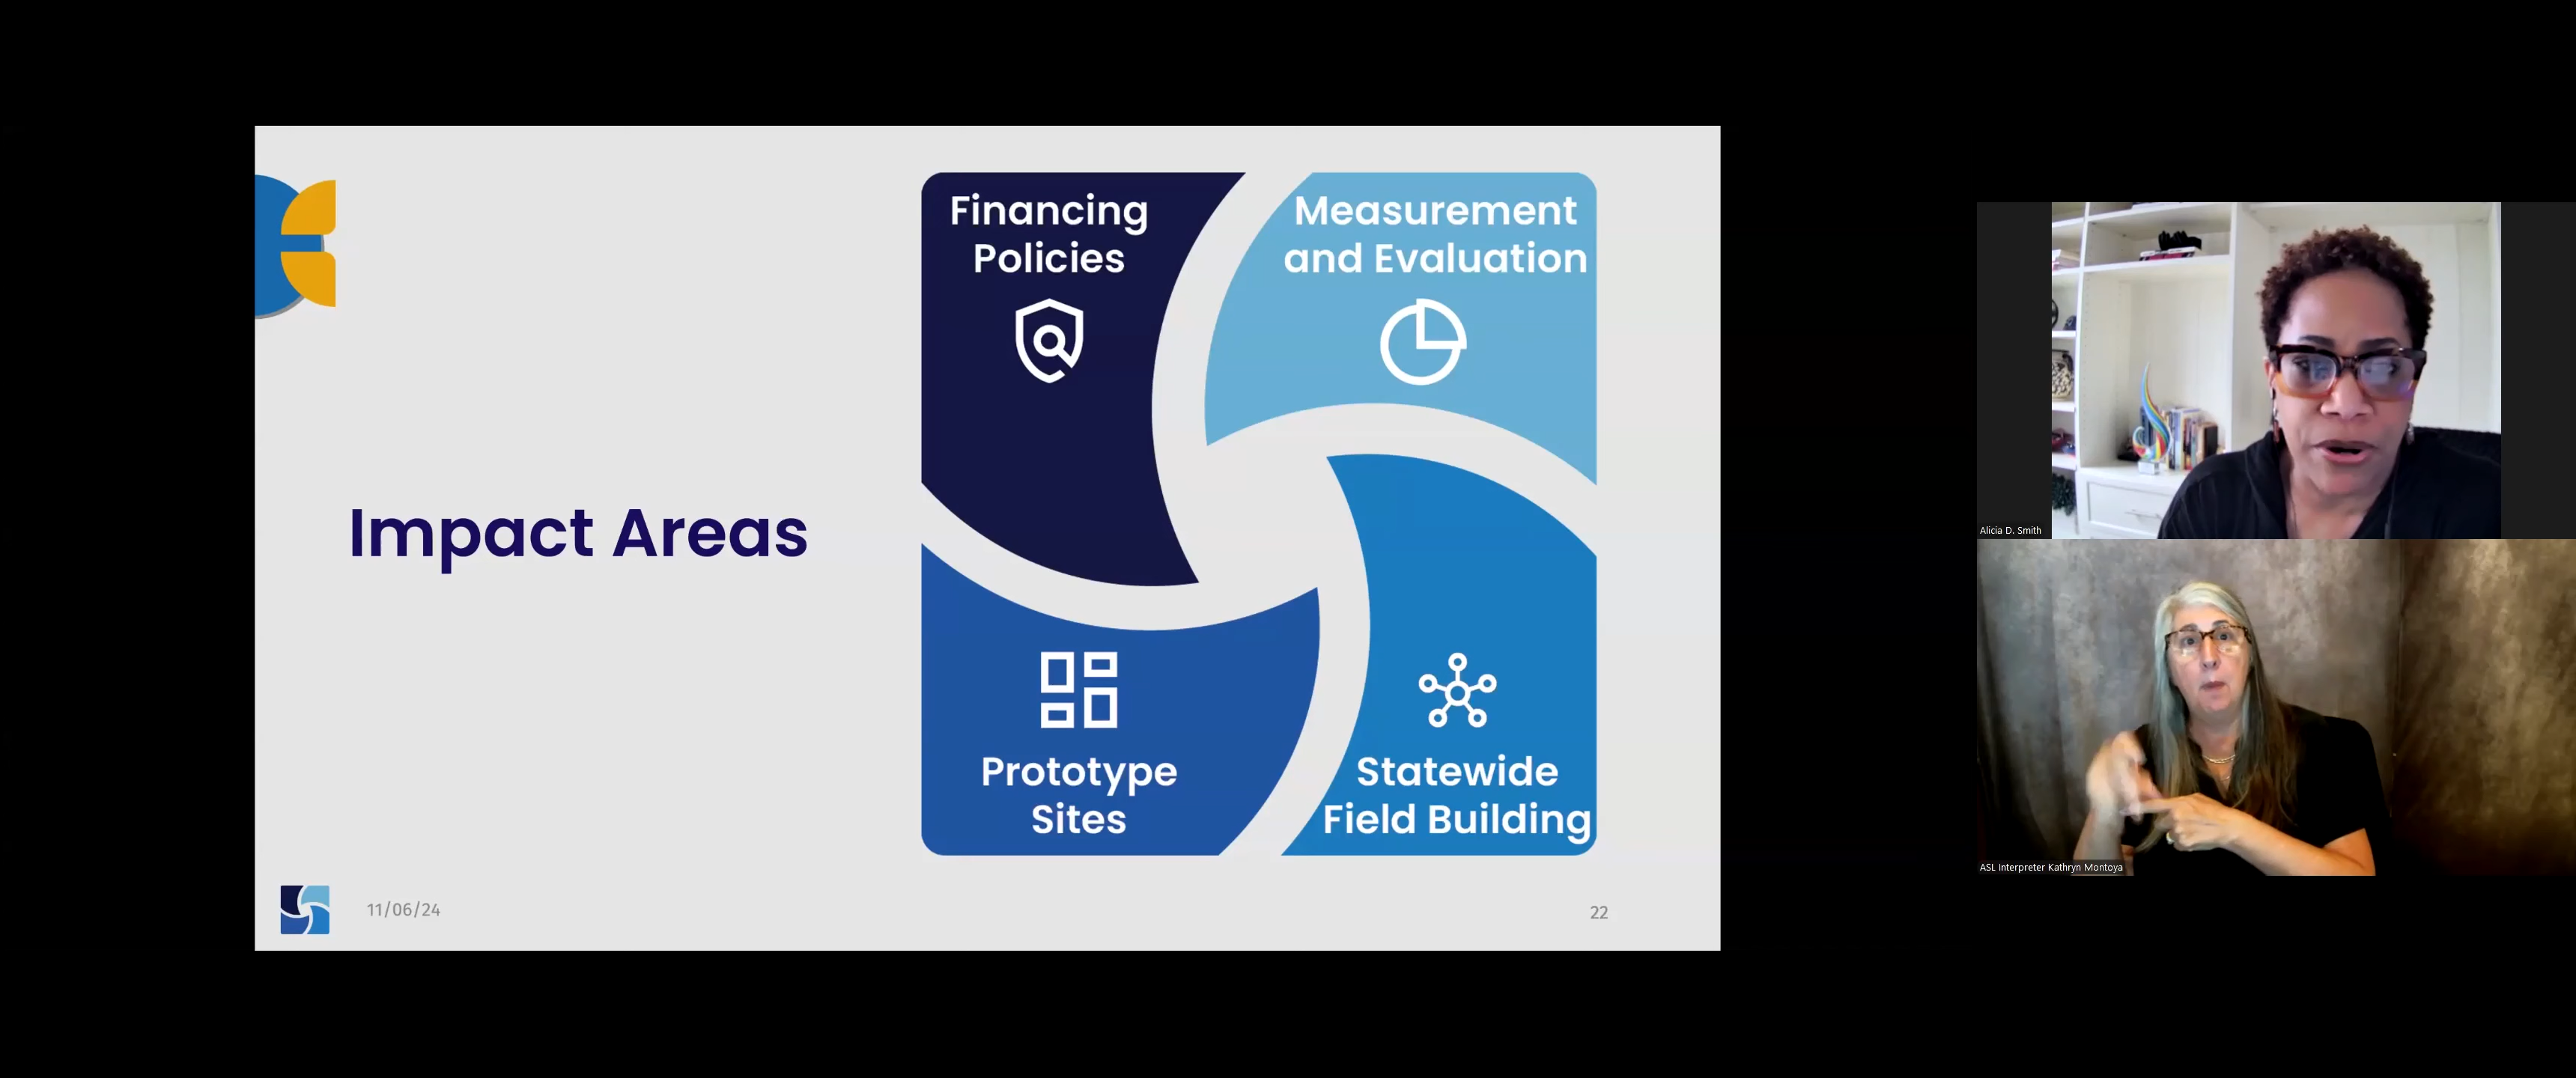 Financing
Policies
Measurement
and Evaluation
Impact Areas
Prototype
Sites
Statewide
Field Building
11/06/24
22
Alicia D. Smith
ASL Interpreter Kathryn Montoya